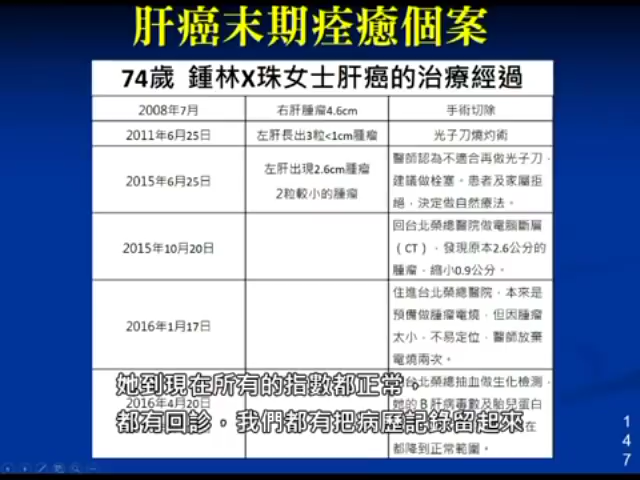 肝癌末期痊癒個案
74歲 鍾林X珠女士肝癌的治療經過
2008年7月 右肝腫瘤4.6cm 手術切除
2011年6月25日 左肝長出3粒<1cm腫瘤 光子刀燒灼術
2015年6月25日
左肝出現2.6cm腫瘤
2粒較小的腫瘤
醫師認為不適合再做光子刀，
建議做栓塞。患者及家屬拒
絕，決定做自然療法。
2015年10月20日
回台北榮總醫院做電腦斷層
（CT），發現原本2.6公分的
腫瘤，縮小0.9公分。
2016年1月17日
住進台北榮總醫院，本來是
預備做腫瘤電燒，但因腫瘤
太小，不易定位，醫師放棄
電燒兩次。
2016年4月20日
台北榮總抽血做生化檢測，
她的B肝病毒數及胎兒蛋白
在
都降到正常範圍。
她到現在所有的指數都正常。
都有回診，我們都有把病歷記錄留起來
147